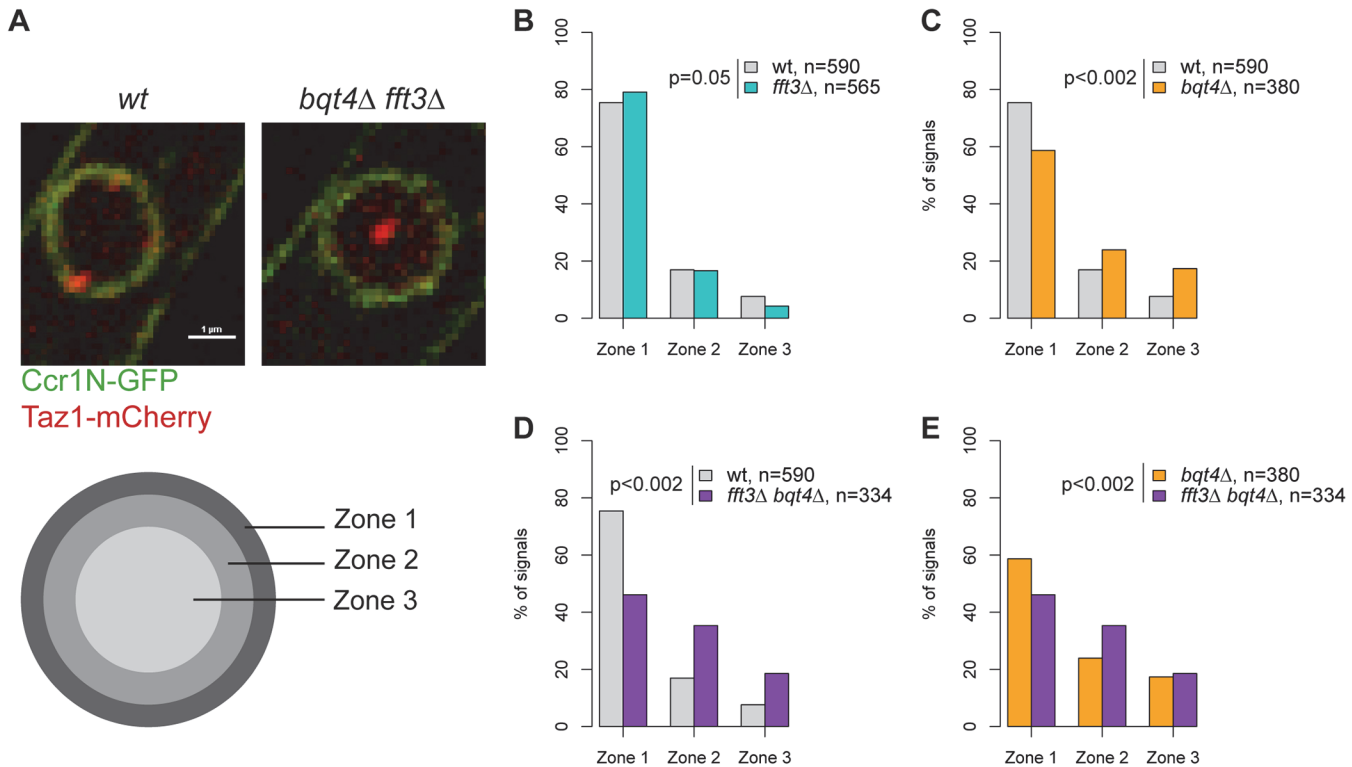 A
wt
bqt4Δ fft3Δ
1 µm
Ccr1N-GFP
Taz1-mCherry
Zone 1
Zone 2
Zone 3
B
100
80
60
40
20
0
p=0.05
wt, n=590
fft3Δ, n=565
Zone 1 Zone 2 Zone 3
C
% of signals
100
80
60
40
20
0
p<0.002
wt, n=590
bqt4Δ, n=380
Zone 1 Zone 2 Zone 3
D
% of signals
100
80
60
40
20
0
p<0.002
wt, n=590
fft3Δ bqt4Δ, n=334
Zone 1 Zone 2 Zone 3
E
% of signals
100
80
60
40
20
0
p<0.002
bqt4Δ, n=380
fft3Δ bqt4Δ, n=334
Zone 1 Zone 2 Zone 3